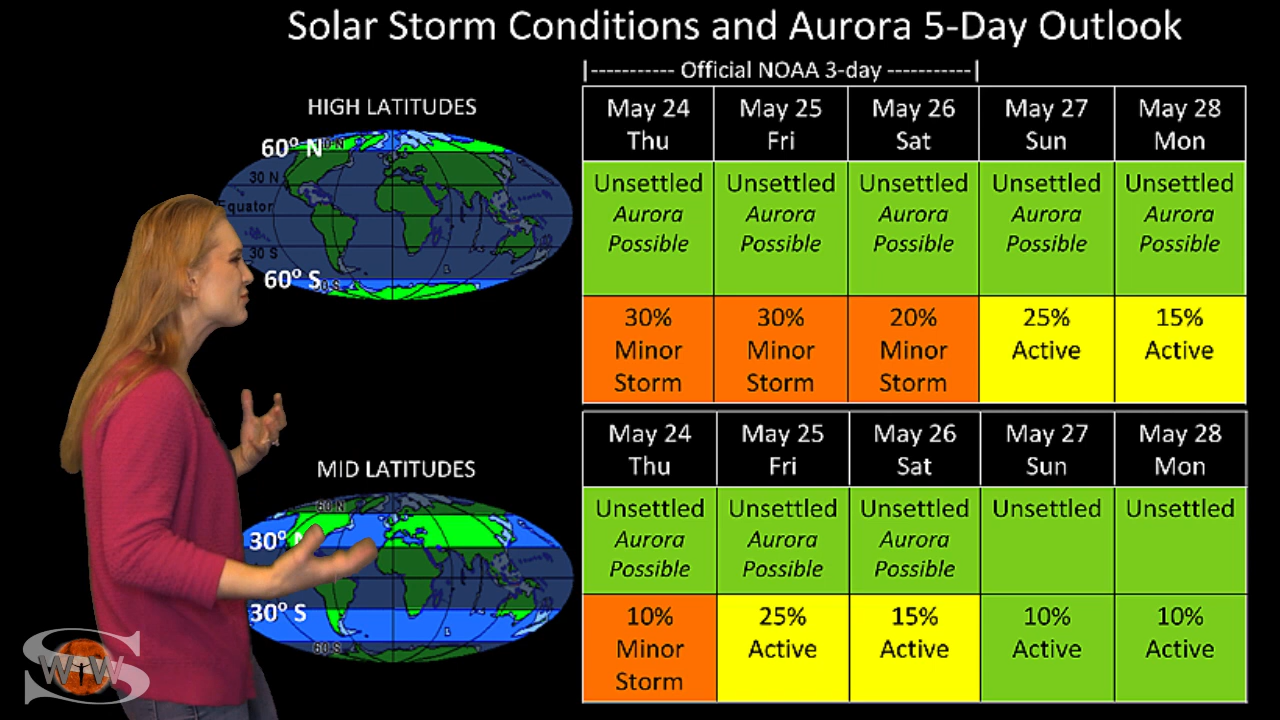 Solar Storm Conditions and Aurora 5-Day Outlook
|----------- Official NOAA 3-day -----------|
HIGH LATITUDES
60º N
30 N
Equator
30 S
60º S
May 24 May 25 May 26 May 27 May 28
Thu Fri Sat Sun Mon
Unsettled Unsettled Unsettled Unsettled Unsettled
Aurora Aurora Aurora Aurora Aurora
Possible Possible Possible Possible Possible
30% 30% 20% 25% 15%
Minor Minor Minor Active Active
Storm Storm Storm
MID LATITUDES
60 N
30º N
30º S
60 S
May 24 May 25 May 26 May 27 May 28
Thu Fri Sat Sun Mon
Unsettled Unsettled Unsettled Unsettled Unsettled
Aurora Aurora Aurora
Possible Possible Possible
10% 25% 15% 10% 10%
Minor Active Active Active Active
Storm
S
WTW